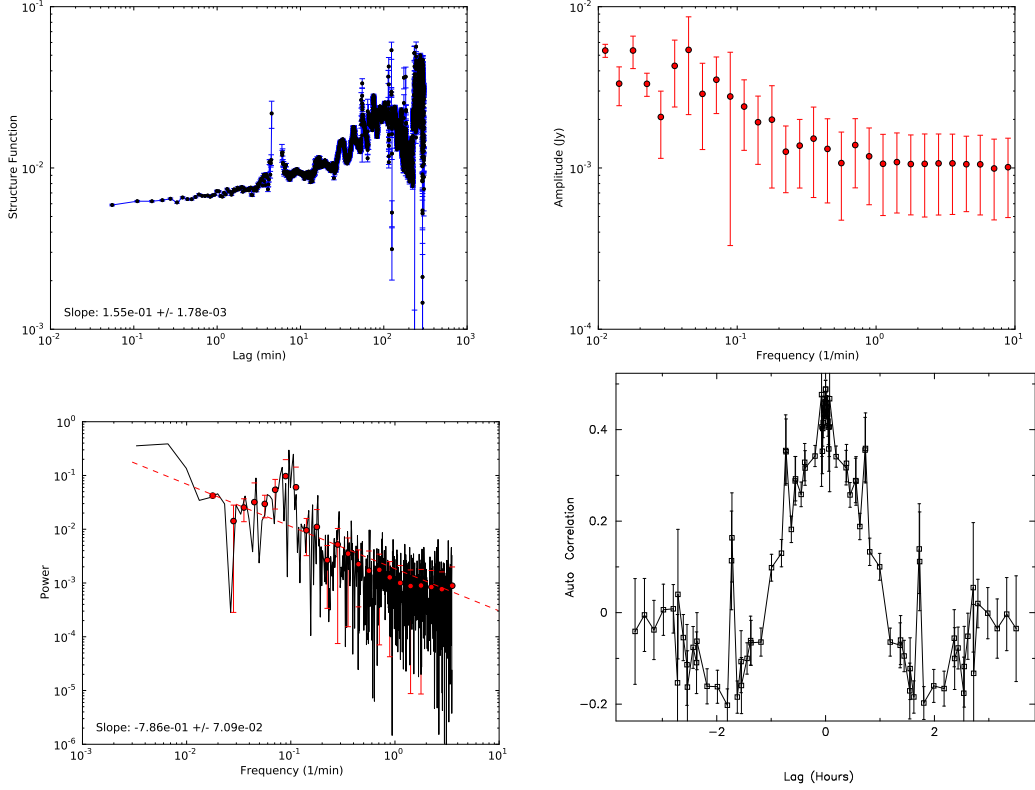 10^-1
10^-2
10^-3
Structure Function
Slope: 1.55e-01 +/- 1.78e-03
10^-2 10^-1 10^0 10^1 10^2 10^3
Lag (min)
10^-2
10^-3
10^-4
Amplitude (Jy)
10^-2 10^-1 10^0 10^1
Frequency (1/min)
10^0
10^-1
10^-2
10^-3
10^-4
10^-5
10^-6
Power
Slope: -7.86e-01 +/- 7.09e-02
10^-3 10^-2 10^-1 10^0 10^1
Frequency (1/min)
0.4
0.2
0
−0.2
Auto Correlation
−2 0 2
Lag (Hours)